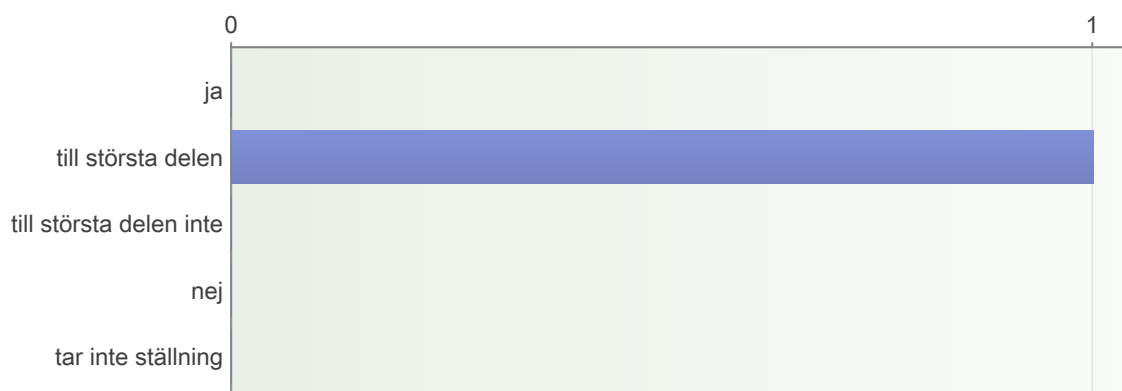 0 1
ja
till största delen
till största delen inte
nej
tar inte ställning